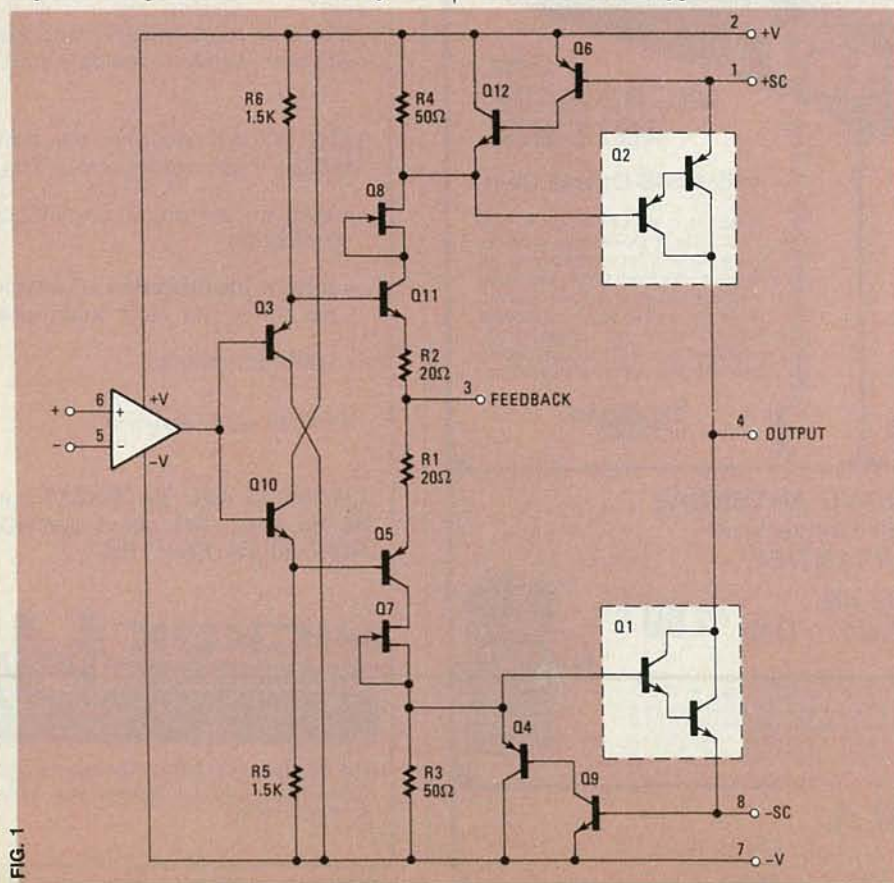 2 +V
Q6
Q12
1 +SC
R6
1.5K
R4
50Ω
Q2
Q8
Q3
Q11
R2
20Ω
3 FEEDBACK
+ 6 +
+V
- 5 -
-V
4 OUTPUT
R1
20Ω
Q10
Q5
Q1
Q7
Q4
R5
1.5K
R3
50Ω
Q9
8 -SC
7 -V
FIG. 1